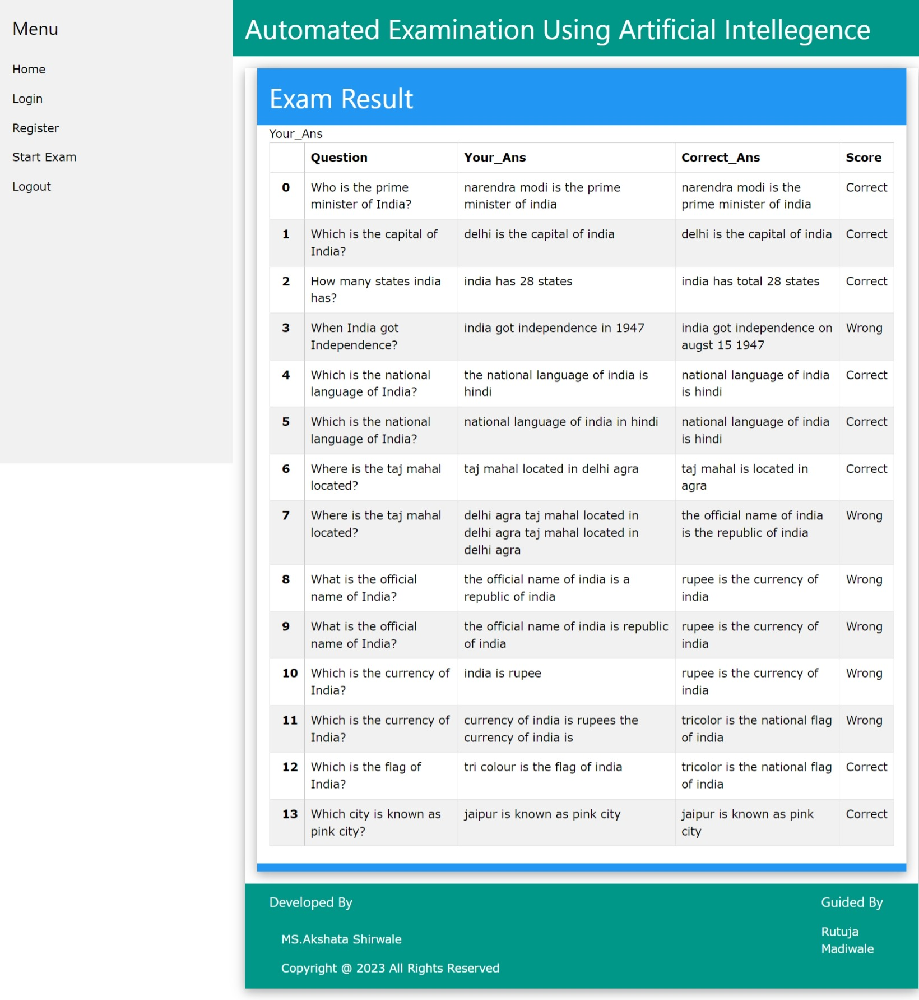 Menu
Home
Login
Register
Start Exam
Logout
Automated Examination Using Artificial Intellegence
Exam Result
Your_Ans
Question Your_Ans Correct_Ans Score
0 Who is the prime narendra modi is the prime narendra modi is the Correct
minister of India? minister of india prime minister of india
1 Which is the capital of delhi is the capital of india delhi is the capital of india Correct
India?
2 How many states india india has 28 states india has total 28 states Correct
has?
3 When India got india got independence in 1947 india got independence on Wrong
Independence? augst 15 1947
4 Which is the national the national language of india is national language of india Correct
language of India? hindi is hindi
5 Which is the national national language of india in hindi national language of india Correct
language of India? is hindi
6 Where is the taj mahal taj mahal located in delhi agra taj mahal is located in Correct
located? agra
7 Where is the taj mahal delhi agra taj mahal located in the official name of india Wrong
located? delhi agra taj mahal located in is the republic of india
delhi agra
8 What is the official the official name of india is a rupee is the currency of Wrong
name of India? republic of india india
9 What is the official the official name of india is republic rupee is the currency of Wrong
name of India? of india india
10 Which is the currency of india is rupee rupee is the currency of Wrong
India? india
11 Which is the currency of currency of india is rupees the tricolor is the national flag Wrong
India? currency of india is of india
12 Which is the flag of tri colour is the flag of india tricolor is the national flag Correct
India? of india
13 Which city is known as jaipur is known as pink city jaipur is known as pink Correct
pink city? city
Developed By
MS.Akshata Shirwale
Copyright @ 2023 All Rights Reserved
Guided By
Rutuja
Madiwale